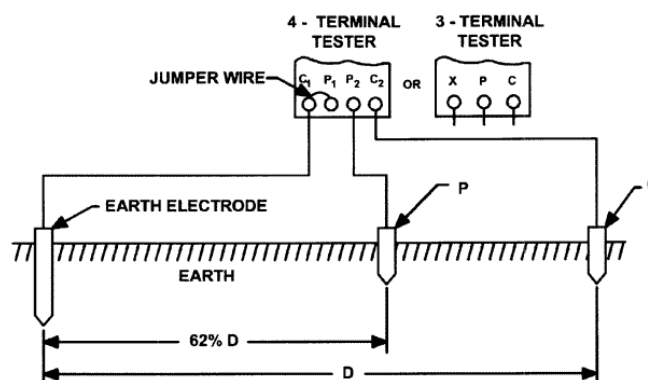 4 - TERMINAL
TESTER
3 - TERMINAL
TESTER
JUMPER WIRE
C1 P1 P2 C2
OR
X P C
EARTH ELECTRODE
P
EARTH
62% D
D